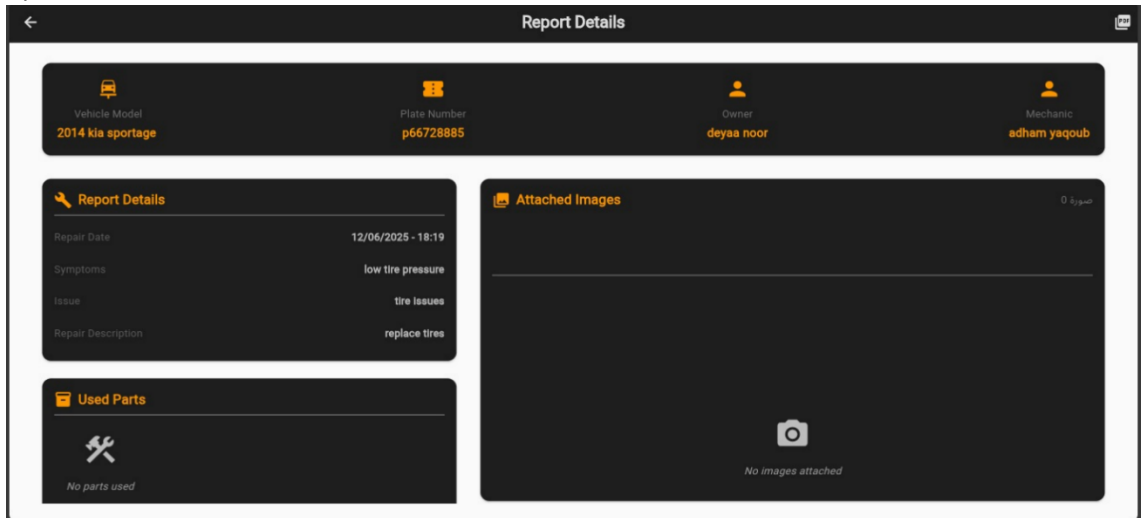 Report Details
PDF
Vehicle Model
2014 kia sportage
Plate Number
p66728885
Owner
deyaa noor
Mechanic
adham yaqoub
Report Details
Repair Date
12/06/2025 - 18:19
Symptoms
low tire pressure
Issue
tire issues
Repair Description
replace tires
Used Parts
No parts used
Attached Images
0 صورة
No images attached